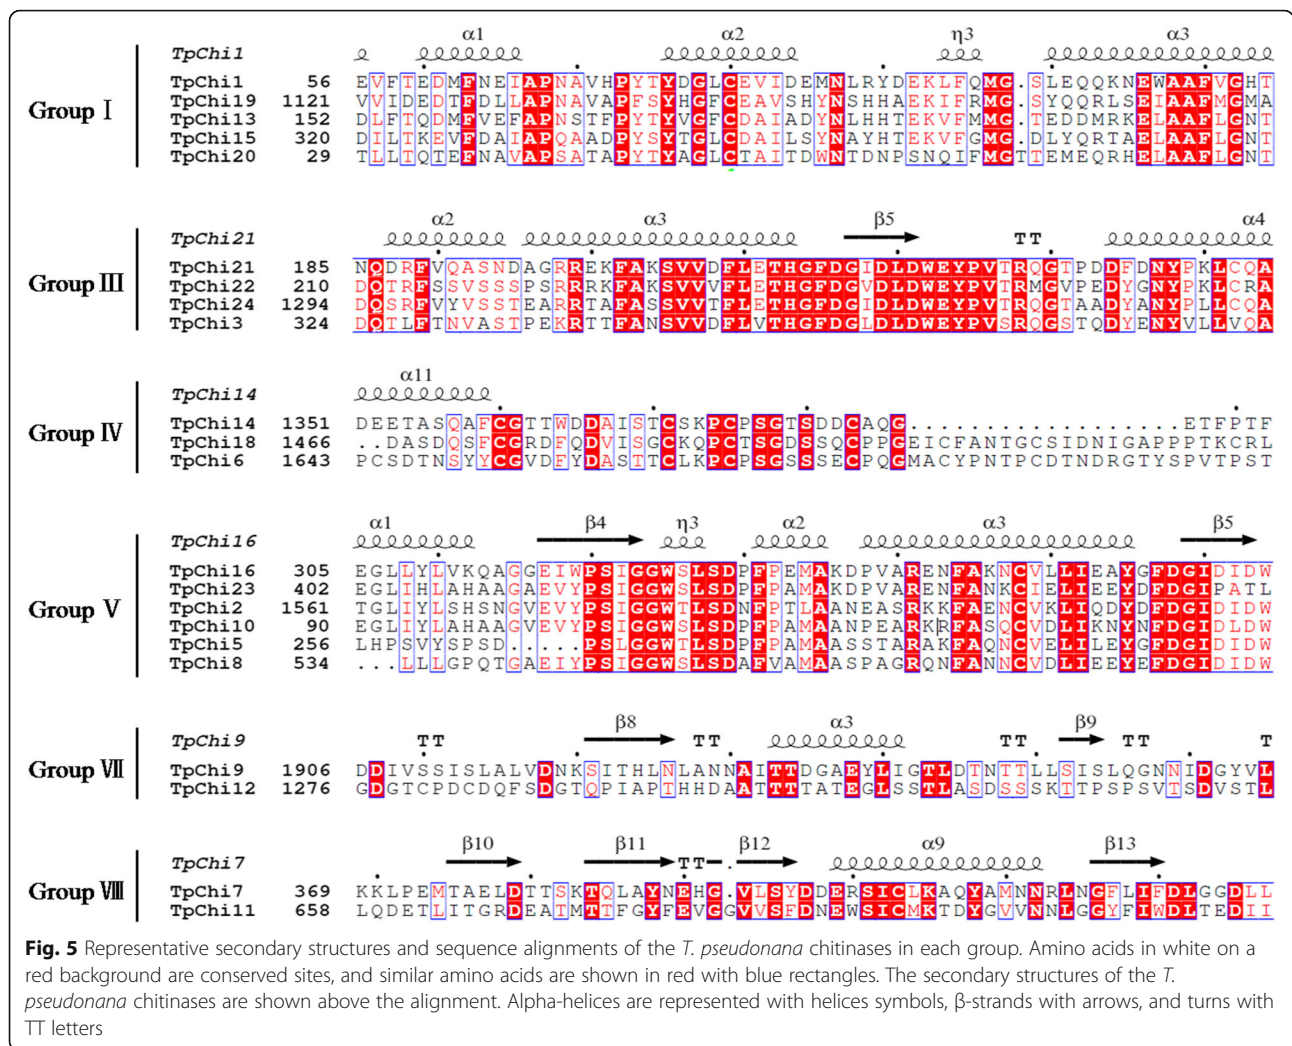 α1 α2 η3 α3
TpChi1
Group I
TpChi1 56 EVFTEDMFNEIAPNAVHPYTYDGLCEVIDEMNLRYDEKLFQMG.SLEQQKNEWAAFVGHT
TpChi19 1121 VVIDEDTFDLLAPNAVAPFSYHGFCEAVSHYNSHHAEKIFRMG.SYQQRLSEIAAFMGMA
TpChi13 152 DLFTQDMFVEFAPNSTFPYTYVGFCDAIADYNLHHTEKVFMMG.TEDDMRKELAAFLGNT
TpChi15 320 DILTKEVFDAIAPQAADPYSYTGLCDAILSYNAYHTEKVFMMG.DLYQRTAELAAFLGNT
TpChi20 29 TLLTQTEFNAVAPSATAPYTYAGLCTAITDWNTDNPSNQIFMGTTEMEQRHELAAFLGNT
α2 α3 β5 TT α4
TpChi21
Group III
TpChi21 185 NQDRFVQASNDAGRREKFAKSVVDFLETHGFDGIDLDWEYPVTRQGTPDDFDNYPKLCQA
TpChi22 210 DQTRFSSVSSSPSRRRKFAKSVVVFLETHGFDGVDLDWEYPVTRMGVPEDYGNYPKLCRA
TpChi24 1294 DQSRFVYVSSTEARRTAFASSVVTFLETHGFDGIDLDWEYPVTRQGTAADYANYPLLCQA
TpChi3 324 DQTLFTNVASTPEKRTTFANSVVDFLVTHGFDGLDLDWEYPVSRQGSTQDYENYVLLVQA
α11
TpChi14
Group IV
TpChi14 1351 DEETASQAFCGTTWDDAISTCSKPCPSGTSDDCAQG..................ETFPTF
TpChi18 1466 ..DASDQSFCGRDFQDVISGCKQPCTSGDSSQCPPGEICFANTGCSIDNIGAPPPTKCRL
TpChi6 1643 PCSDTNSYYCGVDFYDASTTCLKPCPSGSSSECPQGMACYPNTPCDTNDRGTYSPVTPST
α1 β4 η3 α2 α3 β5
TpChi16
Group V
TpChi16 305 EGLLYLVKQAGGEIWPSIGGWSLSDPFPEMAKDPVARENFAKNCVLLIEAYGFDGIDIDW
TpChi23 402 EGLIHLAHAAGAEVYPSIGGWSLSDPFPAMAKDPVARENFANKCIELIEEYDFDGIPATL
TpChi2 1561 TGLIYLSHSNGVEVYPSIGGWTLSDNFPTLAANEASRKKFAENCVKLIQDYDFDGIDIDW
TpChi10 90 EGLIYLAHAAGVEVYPSIGGWTLSDPFPAMAANPEARKRFASQCVDLIKNYNFDGIDLDW
TpChi5 256 LHPSVYSPSD.....PSLGGWTLSDPFPAMAASSTARAKFAQNCVELILEYGFDGIDIDW
TpChi8 534 ...LLLGPQTGAEIYPSIGGWSLSDAFVAMAASPAGRQNFANNCVDLIEEYEFDGIDIDW
TT β8 TT α3 TT β9 TT T
TpChi9
Group VII
TpChi9 1906 DDIVSSISLALVDNKSITHLNLANNAITTDGAEYLIGTLDTNTTLLSISLQGNNIDGYVL
TpChi12 1276 GDGTCPDCDQFSDGTQPIAPTHHDAATTTTATEGLSSTLASDSSSKTTPSPSVTSDVSTL
β10 β11 TT β12 α9 β13
TpChi7
Group VIII
TpChi7 369 KKLPEMTAELDTTSKTQLAYNEHG.VLSYDDERSICLKAQYAMNNRLNGFLIFDLGGDLL
TpChi11 658 LQDETLITGRDEATMTTFGYFEVGGVVSFDNEWSICMKTDYGVVNNLGGYFIWDLTEDII
Fig. 5 Representative secondary structures and sequence alignments of the T. pseudonana chitinases in each group. Amino acids in white on a
red background are conserved sites, and similar amino acids are shown in red with blue rectangles. The secondary structures of the T.
pseudonana chitinases are shown above the alignment. Alpha-helices are represented with helices symbols, β-strands with arrows, and turns with
TT letters